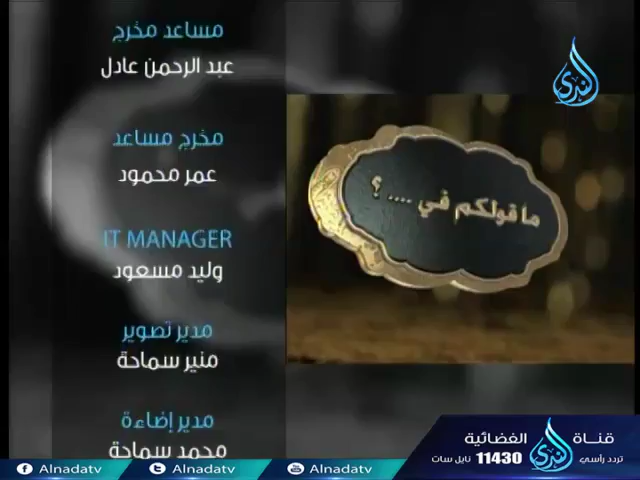 مساعد مخرج
عبد الرحمن عادل
مخرج مساعد
عمر محمود
IT MANAGER
وليد مسعود
مدير تصوير
منير سماحة
مدير إضاءة
محمد سماحة
الندى
ما قولكم في .... ؟
قناة الندى الفضائية
تردد رأسي 11430 نايل سات
Alnadatv
Alnadatv
Alnadatv